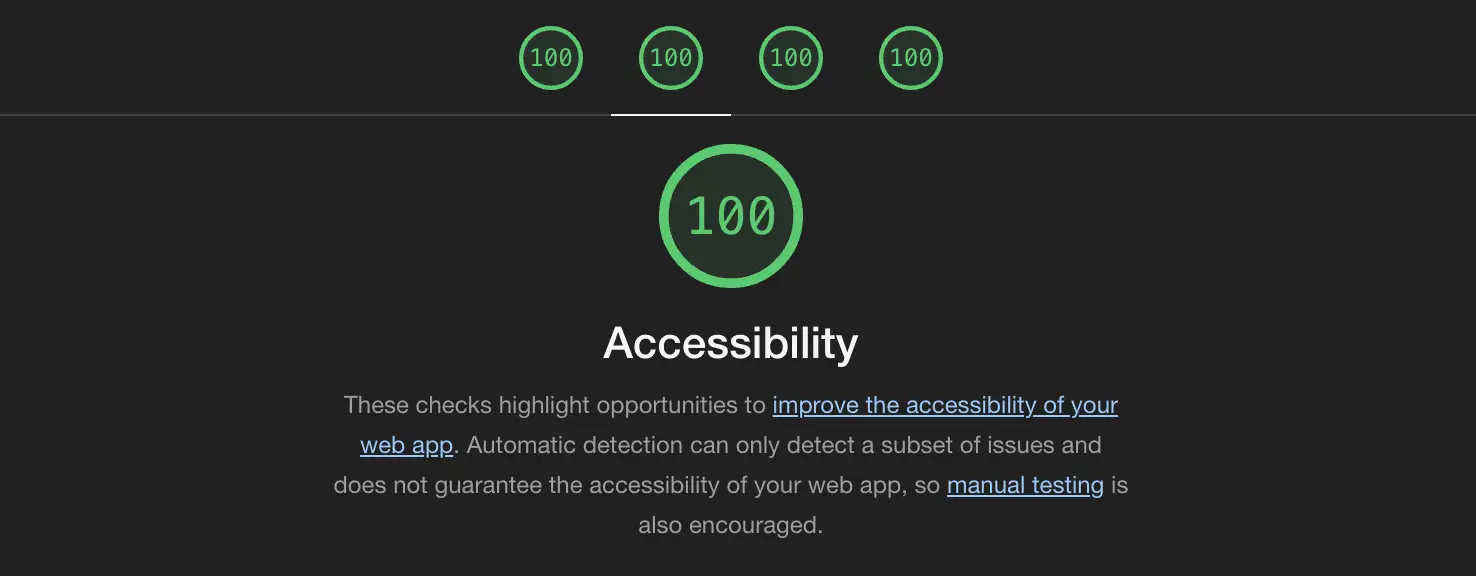 100 100 100 100
100
Accessibility
These checks highlight opportunities to improve the accessibility of your
web app. Automatic detection can only detect a subset of issues and
does not guarantee the accessibility of your web app, so manual testing is
also encouraged.